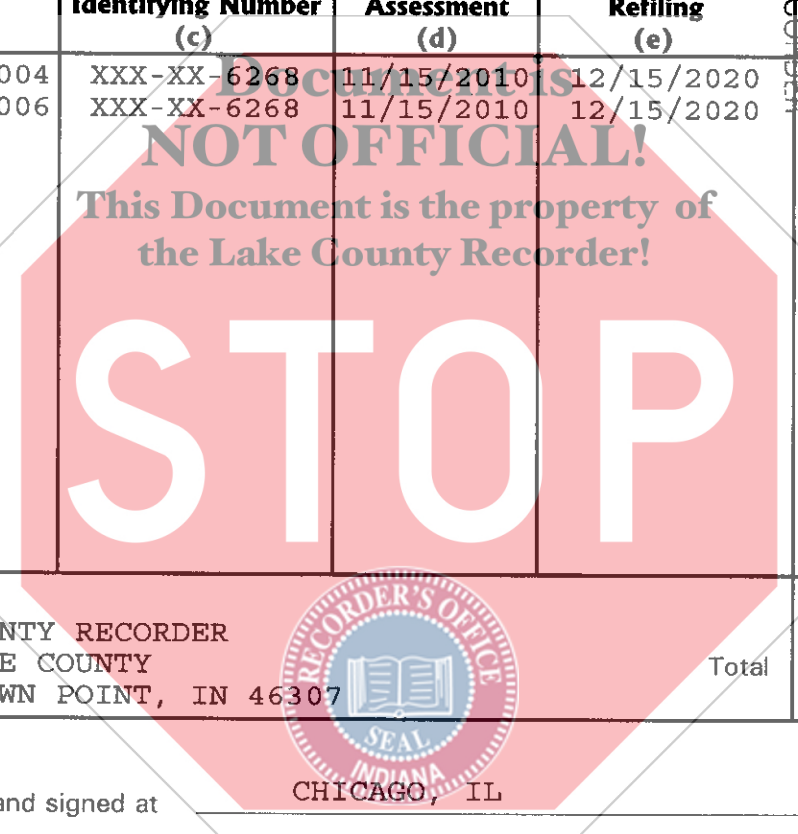 Identifying Number Assessment Refiling
(c) (d) (e)
Document is
004 XXX-XX-6268 11/15/2010 12/15/2020
006 XXX-XX-6268 11/15/2010 12/15/2020
NOT OFFICIAL!
This Document is the property of
the Lake County Recorder!
STOP
NTY RECORDER
E COUNTY
Total
WN POINT, IN 46307
RECORDER'S OFFICE
SEAL
INDIANA
and signed at CHICAGO, IL